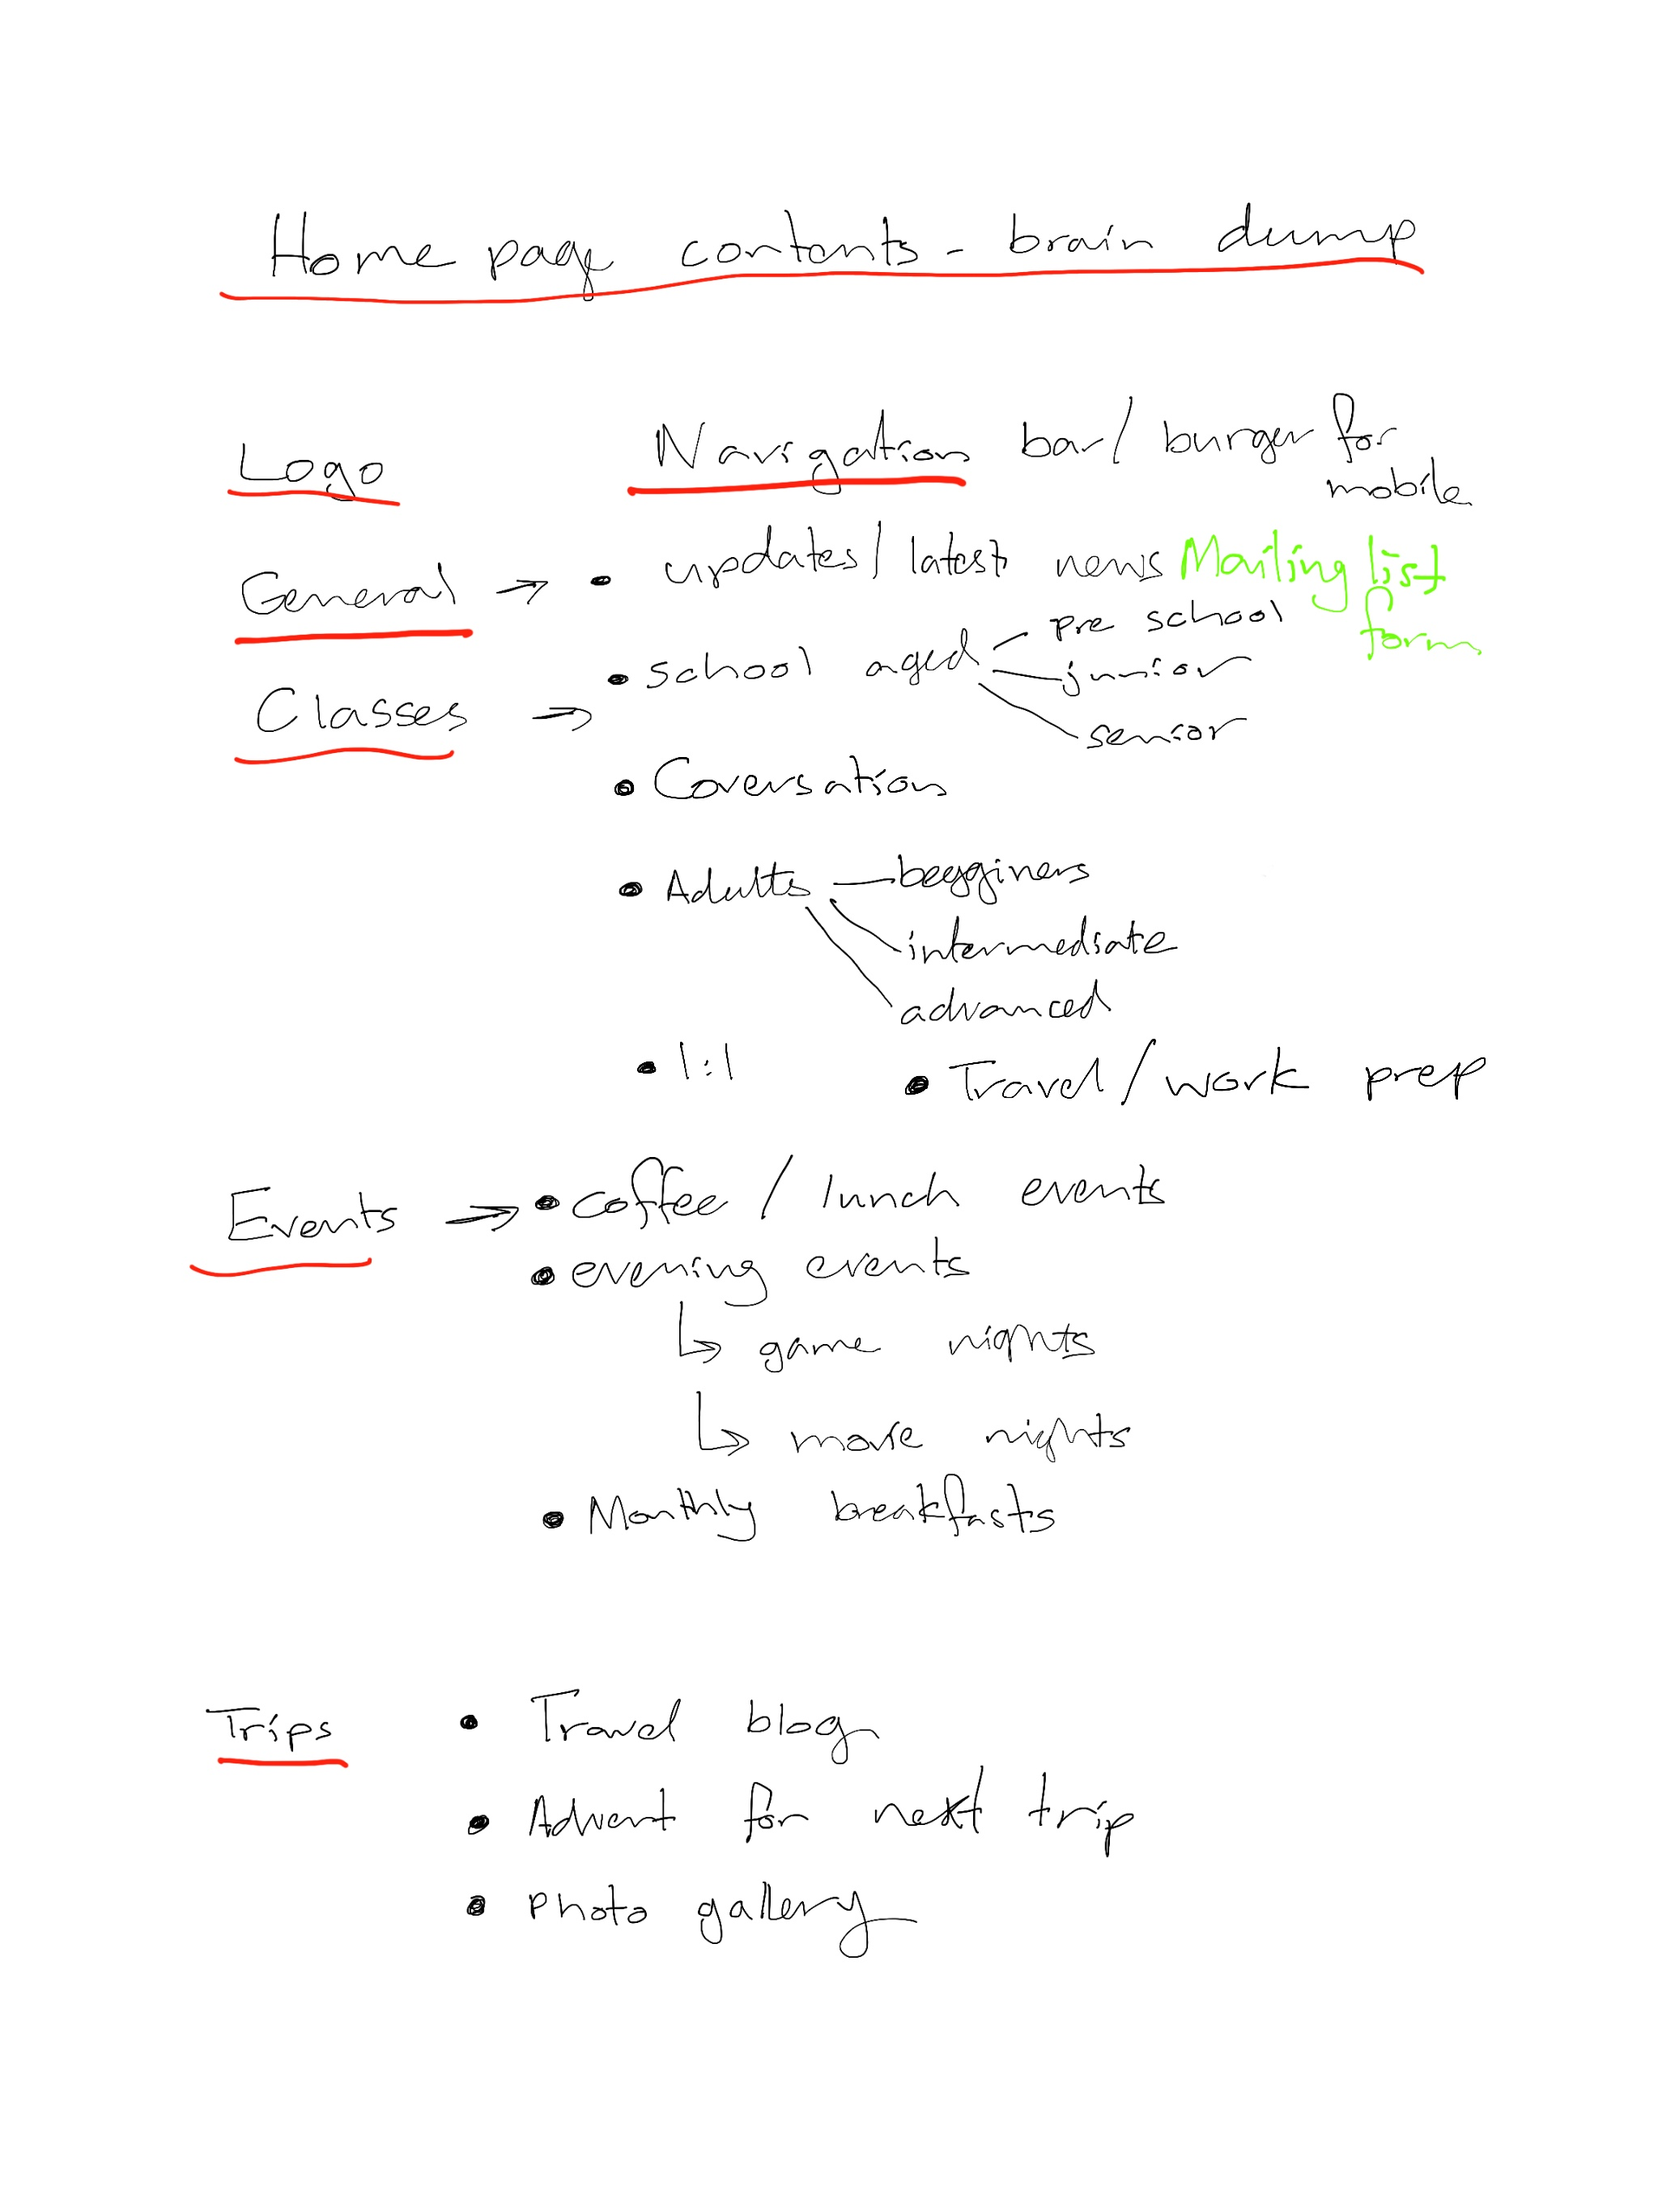 Home page contents - brain dump
Logo
Navigation bar / burger for
mobile
General → • updates / latest news Mailing list
form
Classes → • school aged
pre school
junior
senior
• Coversation
• Adults
begginers
intermediate
advanced
• 1:1 • Travel / work prep
Events → • coffee / lunch events
• evening events
↳ game nights
↳ movie nights
• Monthly breakfasts
Trips • Travel blog
• Advent for next trip
• Photo gallery